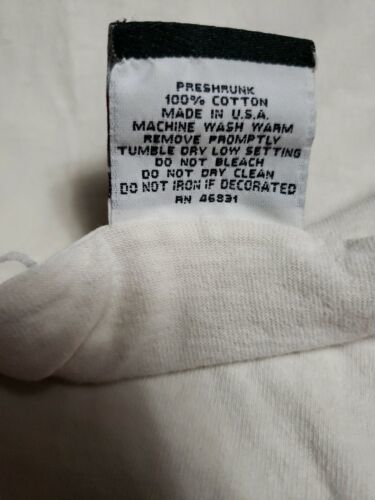 PRESHRUNK
100% COTTON
MADE IN U.S.A.
MACHINE WASH WARM
REMOVE PROMPTLY
TUMBLE DRY LOW SETTING
DO NOT BLEACH
DO NOT DRY CLEAN
DO NOT IRON IF DECORATED
RN 46931